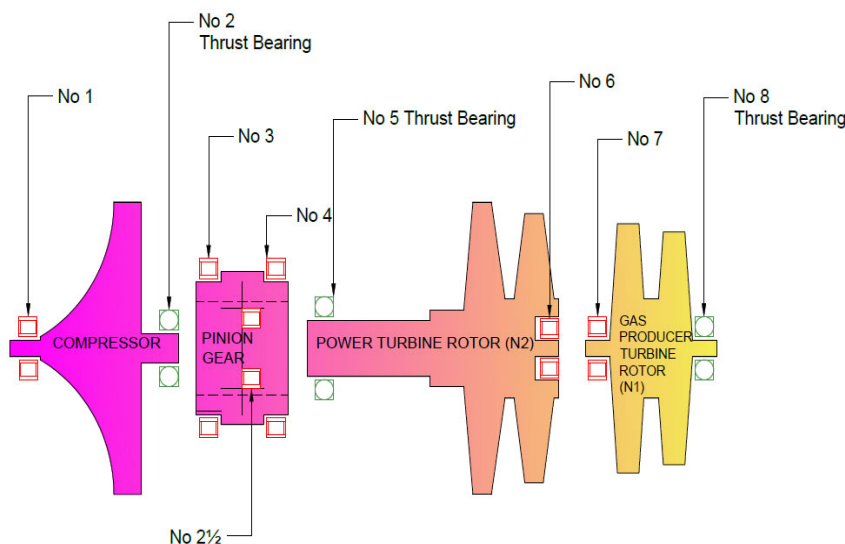 No 2
Thrust Bearing
No 1
No 3
No 4
No 5 Thrust Bearing
No 6
No 7
No 8
Thrust Bearing
COMPRESSOR
PINION
GEAR
POWER TURBINE ROTOR (N2)
GAS
PRODUCER
TURBINE
ROTOR
(N1)
No 2½